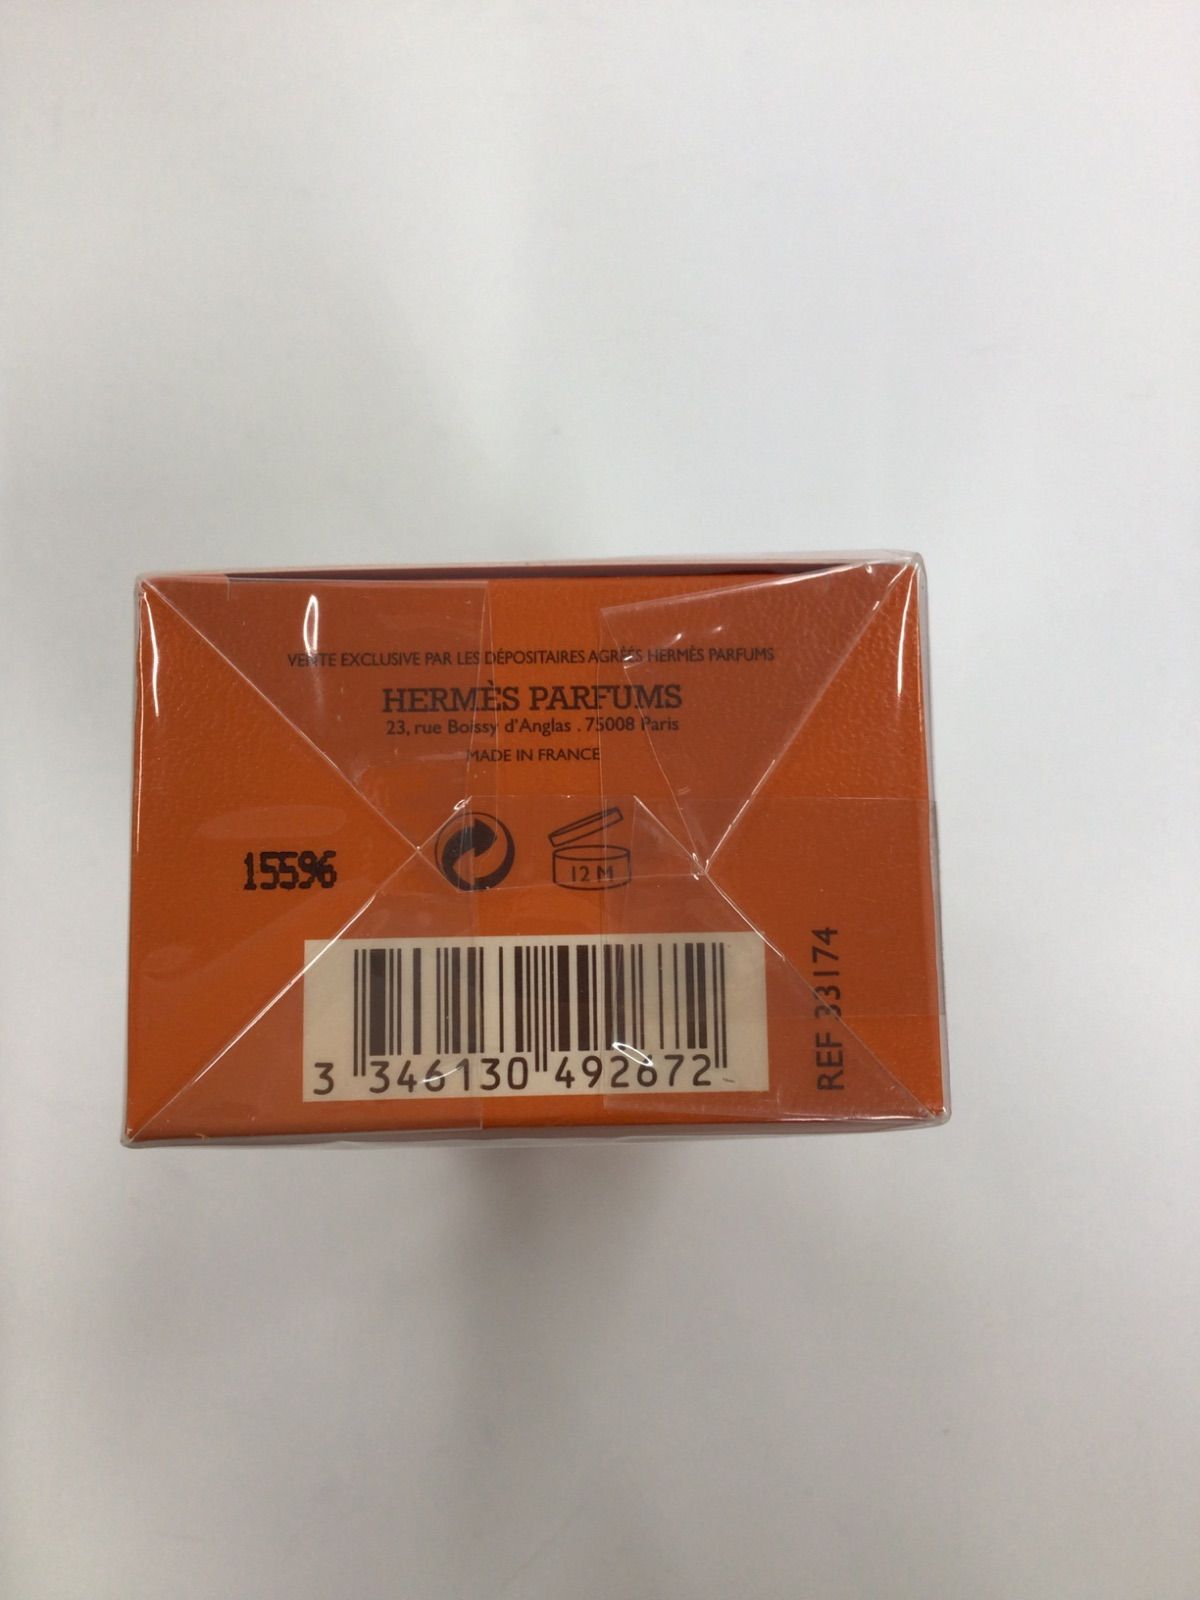 VENTE EXCLUSIVE PAR LES DÉPOSITAIRES AGRÉÉS HERMÈS PARFUMS
HERMÈS PARFUMS
23, rue Boissy d'Anglas . 75008 Paris
MADE IN FRANCE
15596
12 M
3 346130 492672
REF 33174